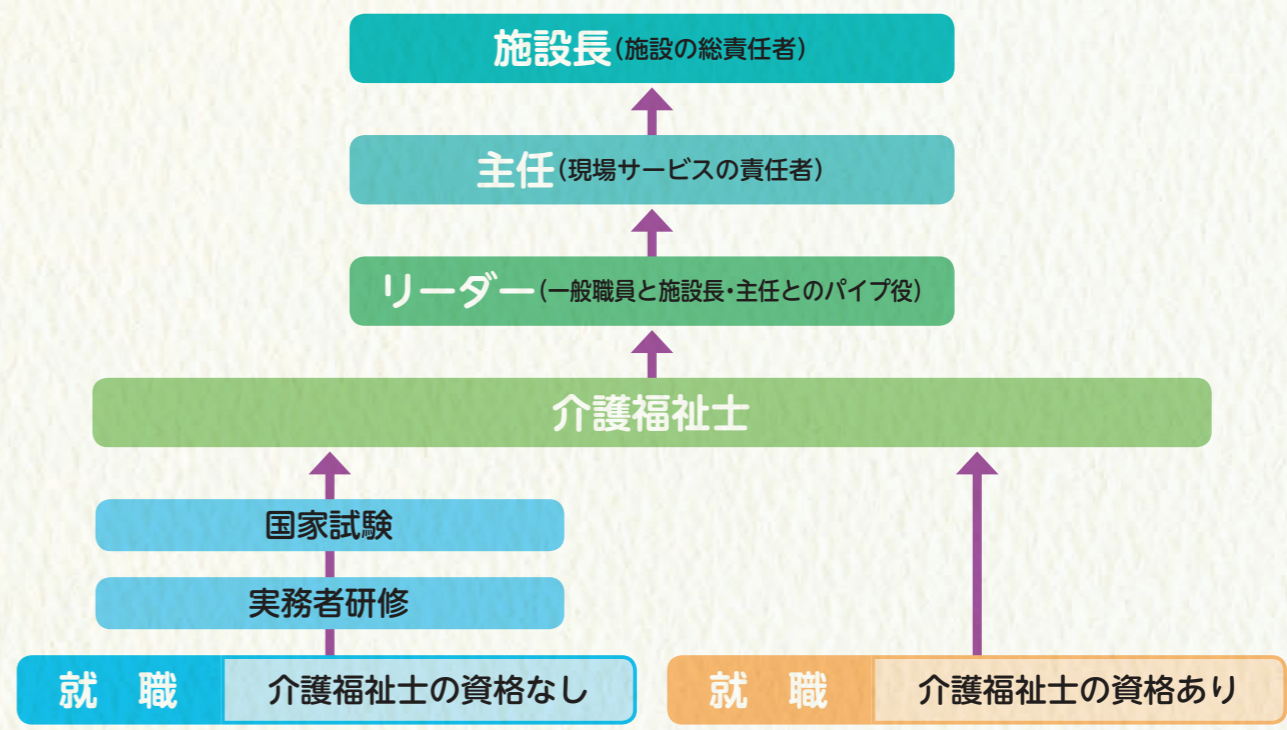 施設長(施設の総責任者)
主任(現場サービスの責任者)
リーダー(一般職員と施設長・主任とのパイプ役)
介護福祉士
国家試験
実務者研修
就職 介護福祉士の資格なし
就職 介護福祉士の資格あり